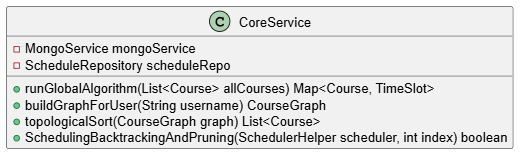 C CoreService
MongoService mongoService
ScheduleRepository scheduleRepo
runGlobalAlgorithm(List<Course> allCourses) Map<Course, TimeSlot>
buildGraphForUser(String username) CourseGraph
topologicalSort(CourseGraph graph) List<Course>
SchedulingBacktrackingAndPruning(SchedulerHelper scheduler, int index) boolean